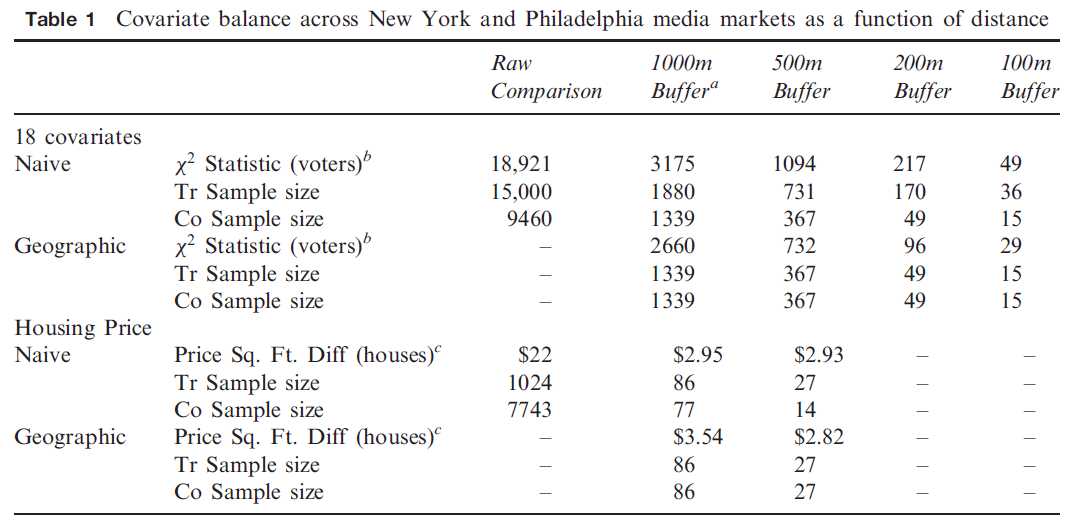 Table 1 Covariate balance across New York and Philadelphia media markets as a function of distance
Raw Comparison 1000m Buffer^a 500m Buffer 200m Buffer 100m Buffer
18 covariates
Naive χ² Statistic (voters)^b 18,921 3175 1094 217 49
Tr Sample size 15,000 1880 731 170 36
Co Sample size 9460 1339 367 49 15
Geographic χ² Statistic (voters)^b – 2660 732 96 29
Tr Sample size – 1339 367 49 15
Co Sample size – 1339 367 49 15
Housing Price
Naive Price Sq. Ft. Diff (houses)^c $22 $2.95 $2.93 – –
Tr Sample size 1024 86 27 – –
Co Sample size 7743 77 14 – –
Geographic Price Sq. Ft. Diff (houses)^c – $3.54 $2.82 – –
Tr Sample size – 86 27 – –
Co Sample size – 86 27 – –